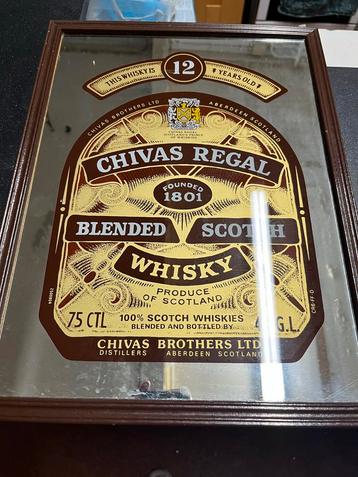 THIS WHISKY IS 12 YEARS OLD
CHIVAS BROTHERS LTD ABERDEEN SCOTLAND
CHIVAS REGAL
FOUNDED
1801
BLENDED SCOTCH
WHISKY
PRODUCE
OF SCOTLAND
75 CTL G.L.
100% SCOTCH WHISKIES
BLENDED AND BOTTLED BY
CHIVAS BROTHERS LTD
DISTILLERS ABERDEEN SCOTLAND